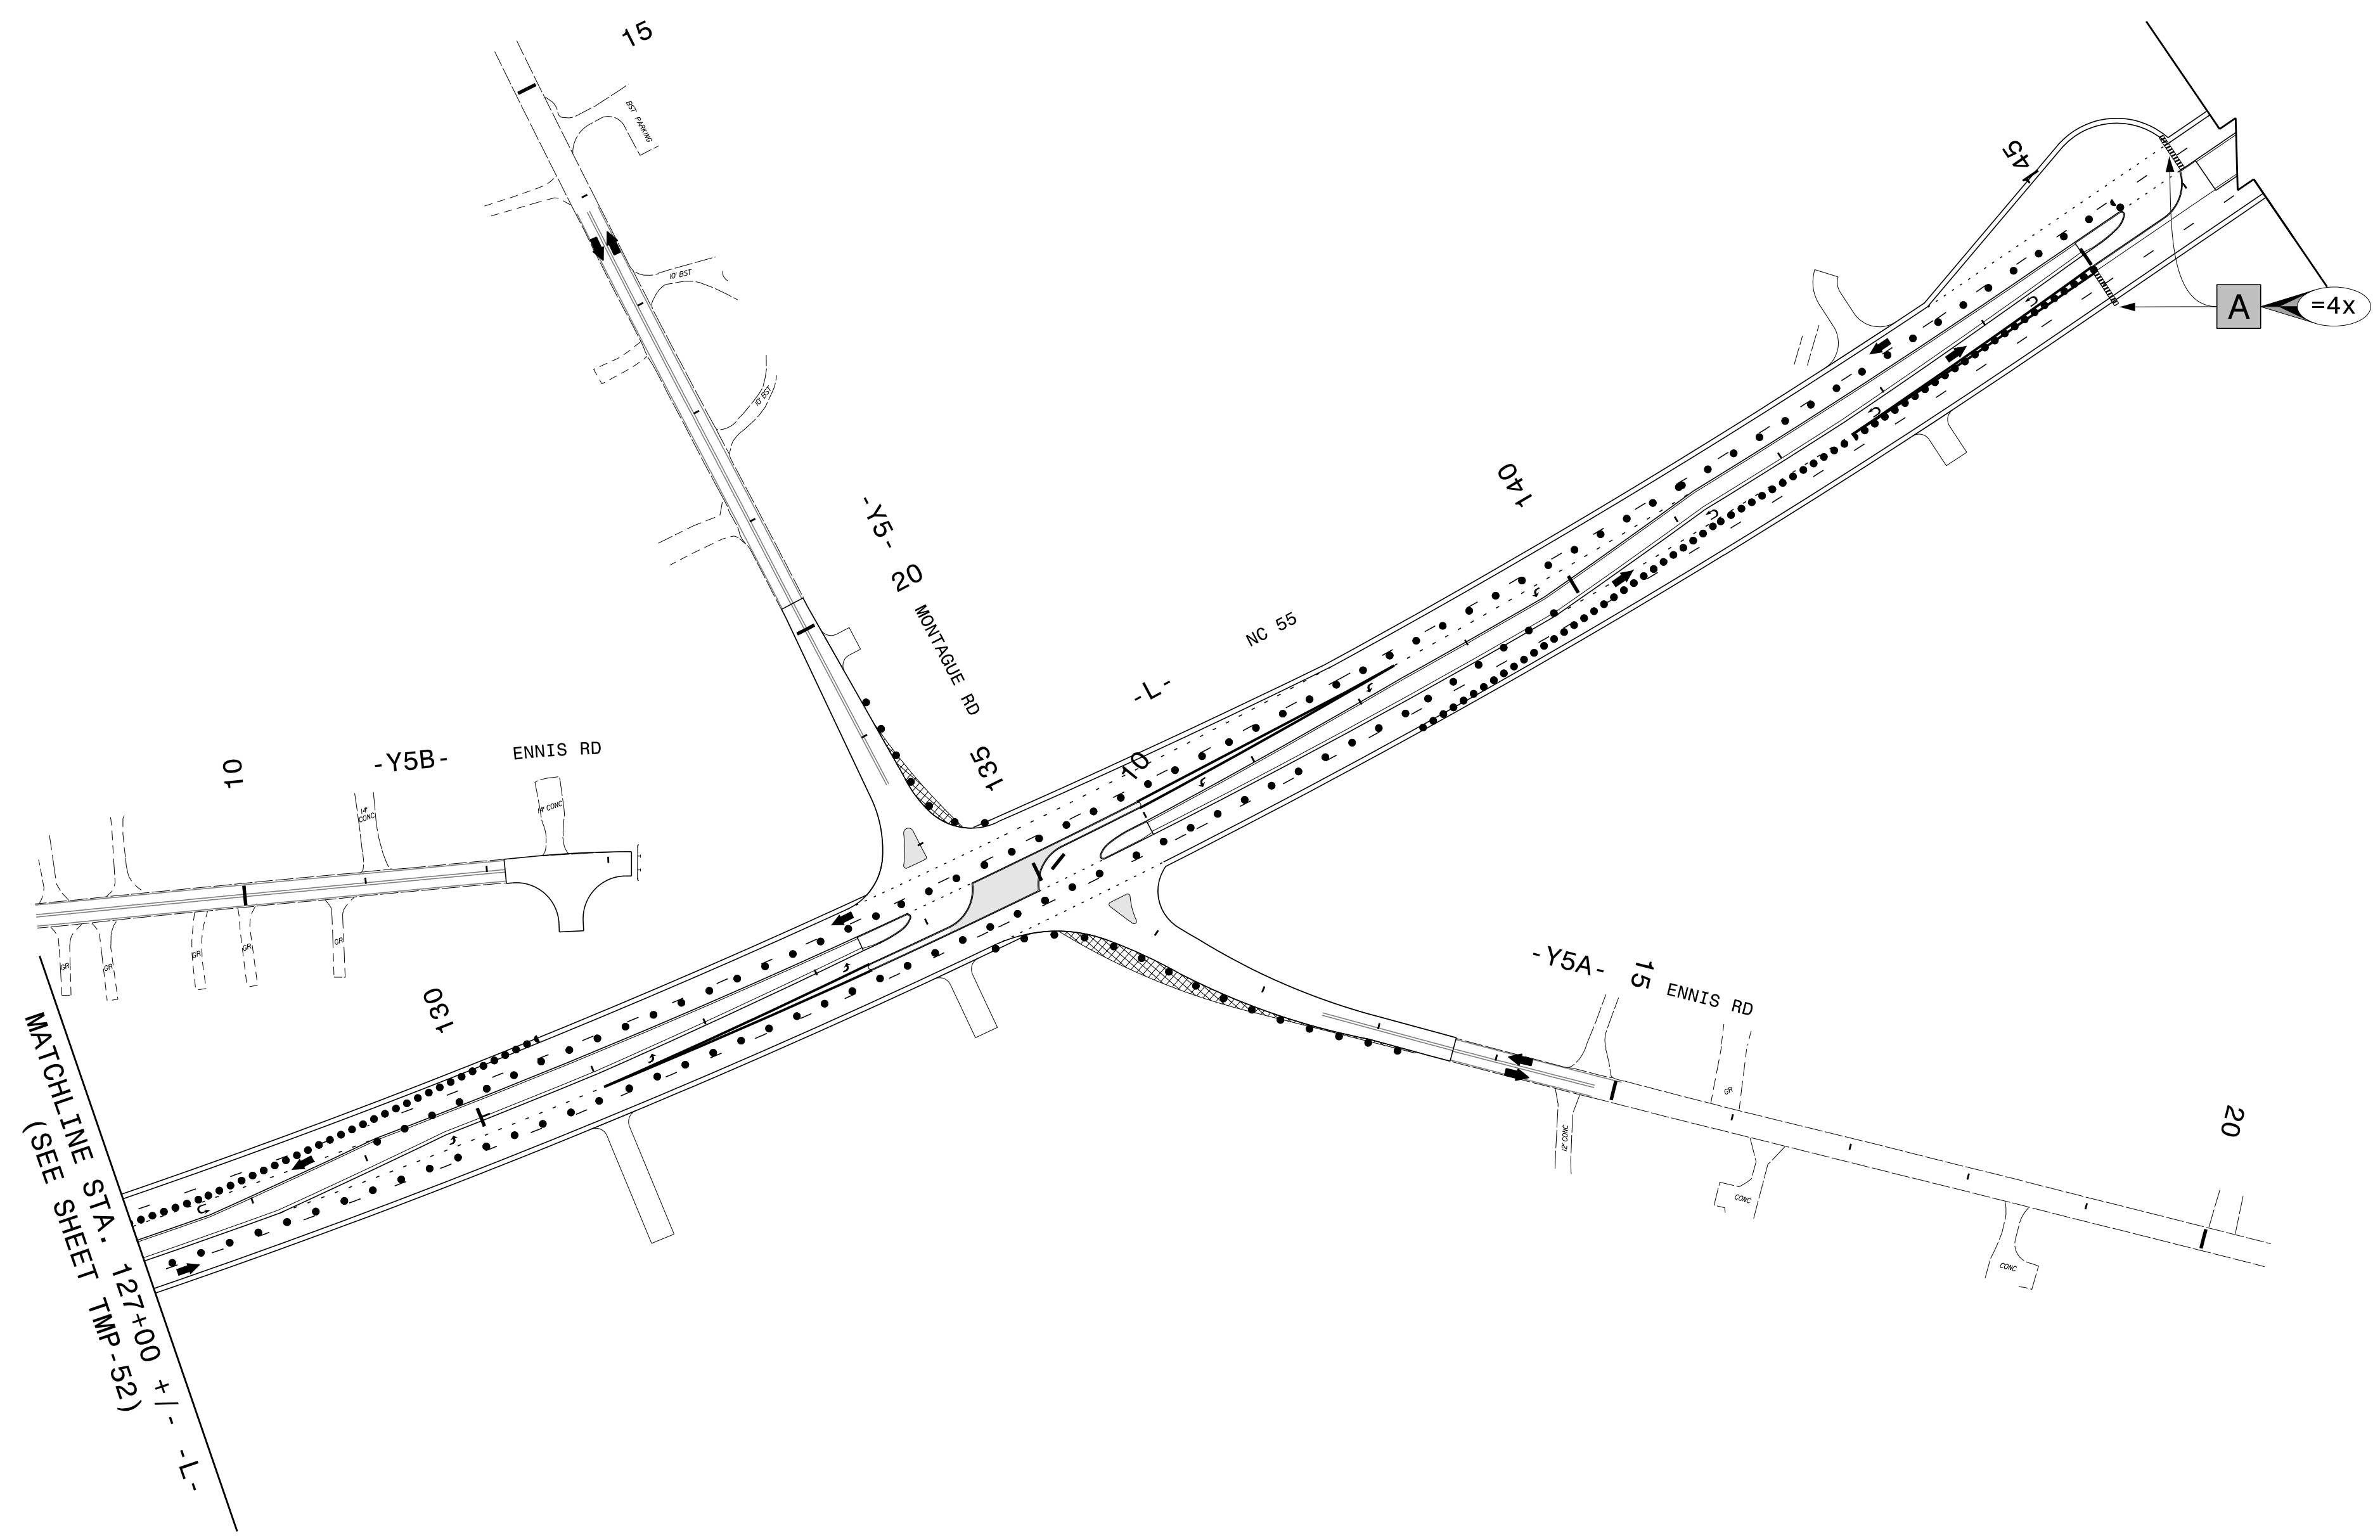 15
BST PARKING
45
10' BST
A
=4x
10' BST
140
-Y5-
20
MONTAGUE RD
NC 55
-L-
135
10
ENNIS RD
-Y5B-
10
14' CONC
14' CONC
GR
GR
GR
GR
GR
130
-Y5A-
15
ENNIS RD
GR
12' CONC
CONC
20
CONC
MATCHLINE STA. 127+00 +/- -L-
(SEE SHEET TMP-52)